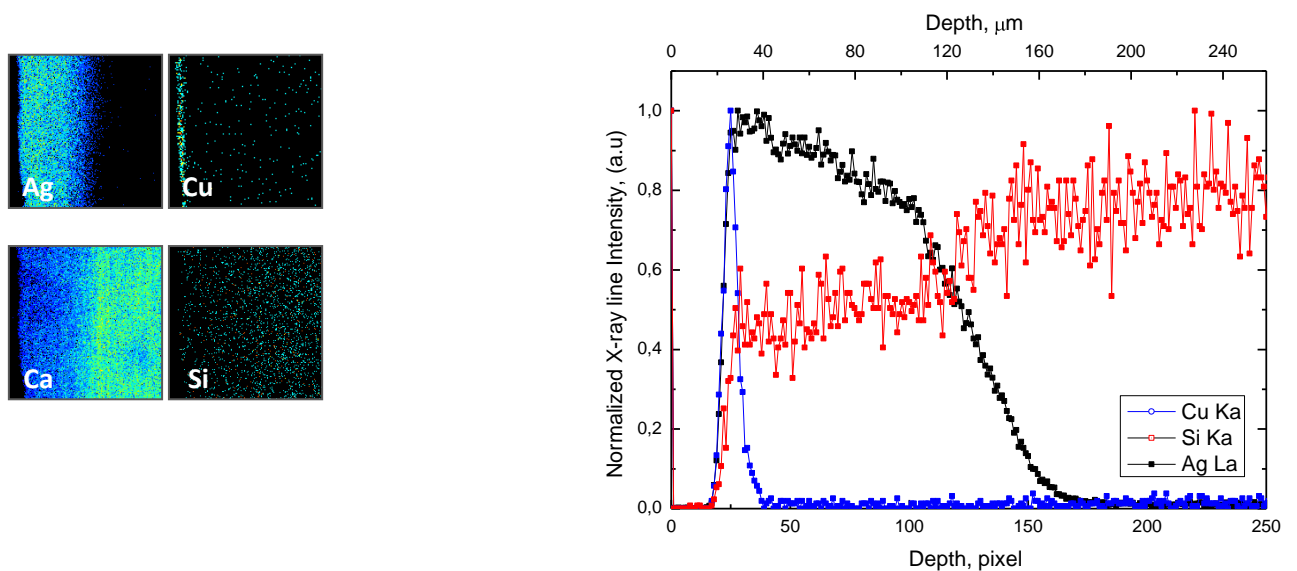 Ag
Cu
Ca
Si
Depth, μm
0 40 80 120 160 200 240
Normalized X-ray line Intensity, (a.u)
1,0
0,8
0,6
0,4
0,2
0,0
Cu Ka
Si Ka
Ag La
0 50 100 150 200 250
Depth, pixel